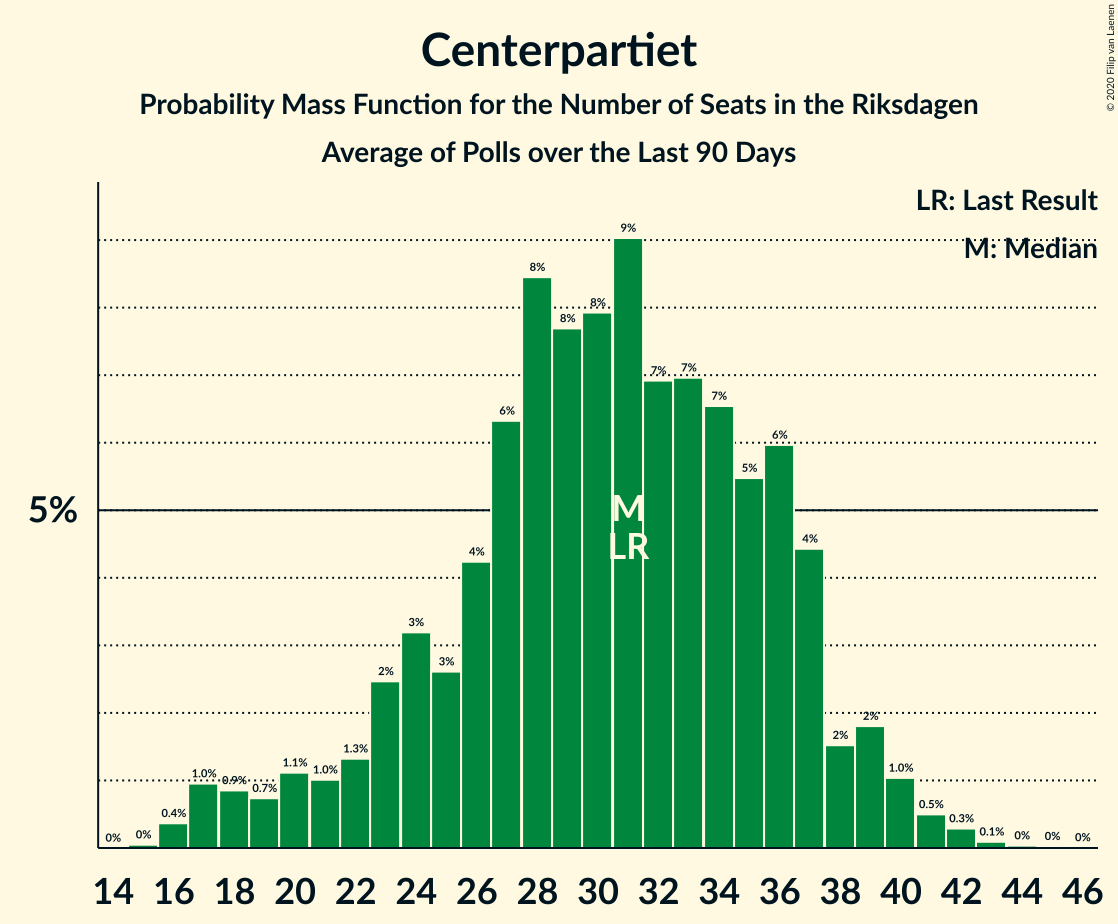 Centerpartiet
Probability Mass Function for the Number of Seats in the Riksdagen
Average of Polls over the Last 90 Days
© 2020 Filip van Laenen
LR: Last Result
M: Median
5%
0% 0% 0.4% 1.0% 0.9% 0.7% 1.1% 1.0% 1.3% 2% 3% 3% 4% 6% 8% 8% 8% 9% 7% 7% 7% 5% 6% 4% 2% 2% 1.0% 0.5% 0.3% 0.1% 0% 0% 0%
M
LR
14 16 18 20 22 24 26 28 30 32 34 36 38 40 42 44 46